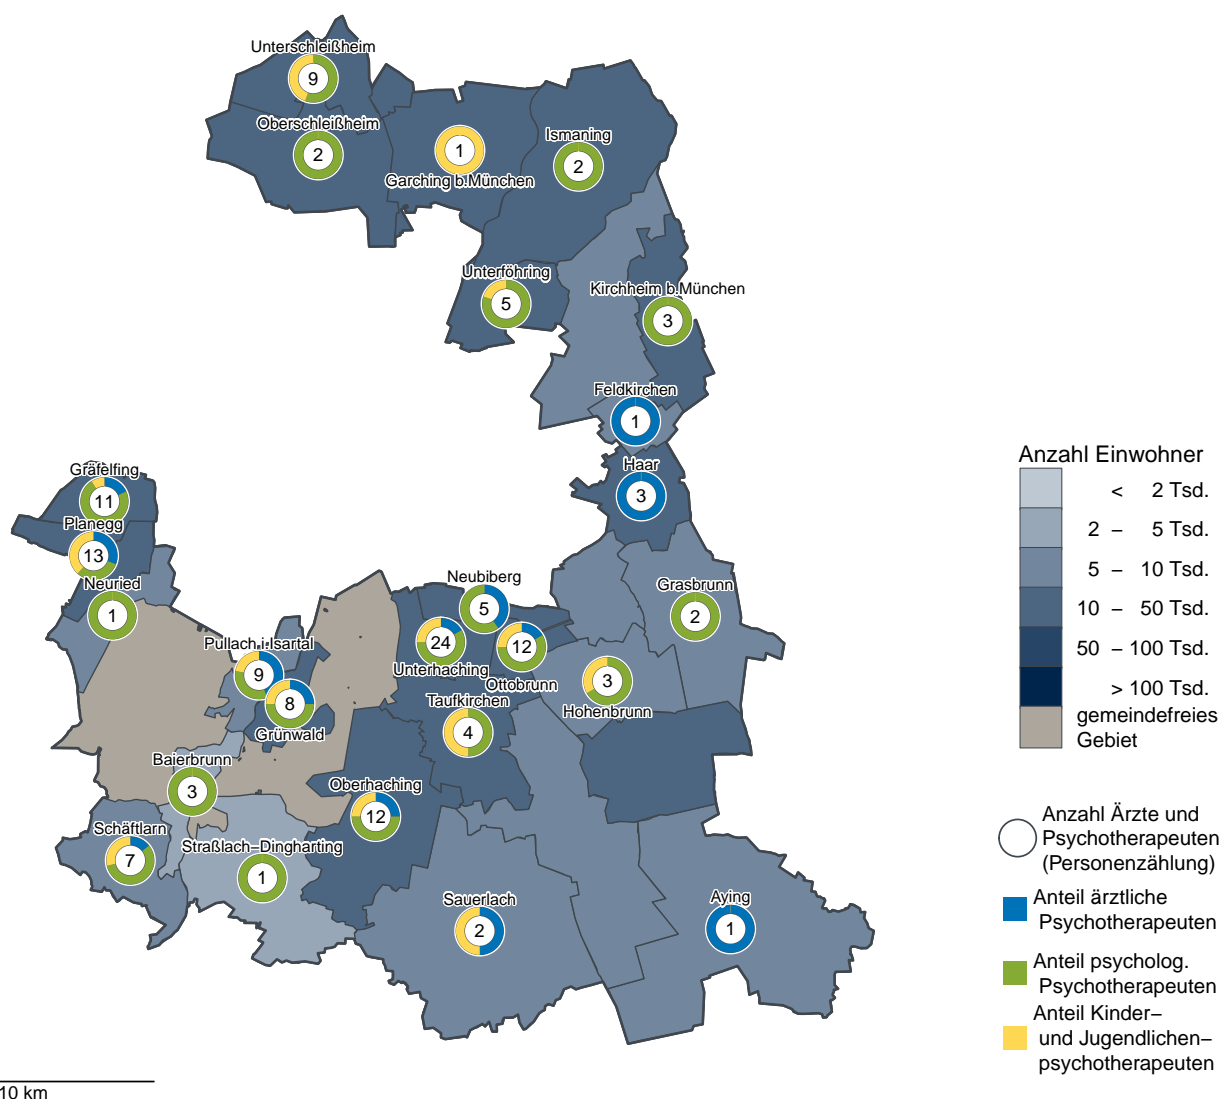 Unterschleißheim
9
Oberschleißheim
2
1
Garching b.München
Ismaning
2
Unterföhring
5
Kirchheim b.München
3
Feldkirchen
1
Haar
3
Gräfelfing
11
Planegg
13
Neuried
1
Neubiberg
5
Grasbrunn
2
Pullach i.Isartal
9
24
Unterhaching
12
Ottobrunn
8
Grünwald
3
Hohenbrunn
Taufkirchen
4
Baierbrunn
3
Oberhaching
12
Schäftlarn
7
Straßlach–Dingharting
1
Sauerlach
2
Aying
1
Anzahl Einwohner
< 2 Tsd.
2 – 5 Tsd.
5 – 10 Tsd.
10 – 50 Tsd.
50 – 100 Tsd.
> 100 Tsd.
gemeindefreies
Gebiet
Anzahl Ärzte und
Psychotherapeuten
(Personenzählung)
Anteil ärztliche
Psychotherapeuten
Anteil psycholog.
Psychotherapeuten
Anteil Kinder–
und Jugendlichen–
psychotherapeuten
10 km